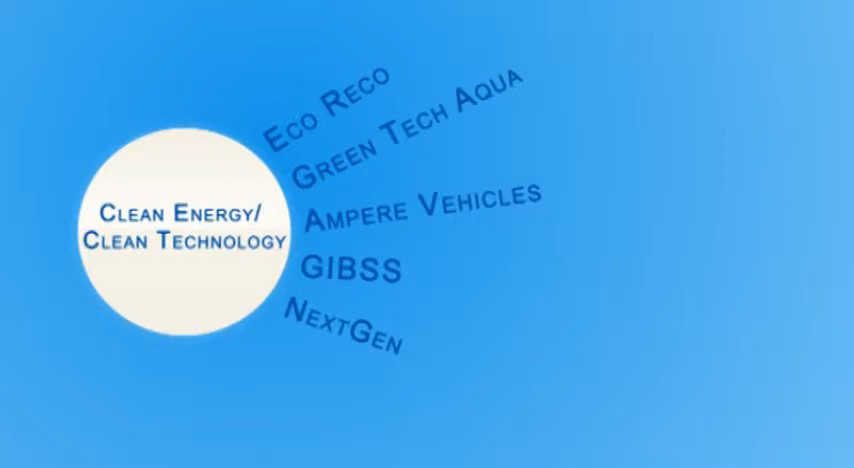 Clean Energy/
Clean Technology
Eco Reco
Green Tech Aqua
Ampere Vehicles
GIBSS
NextGen